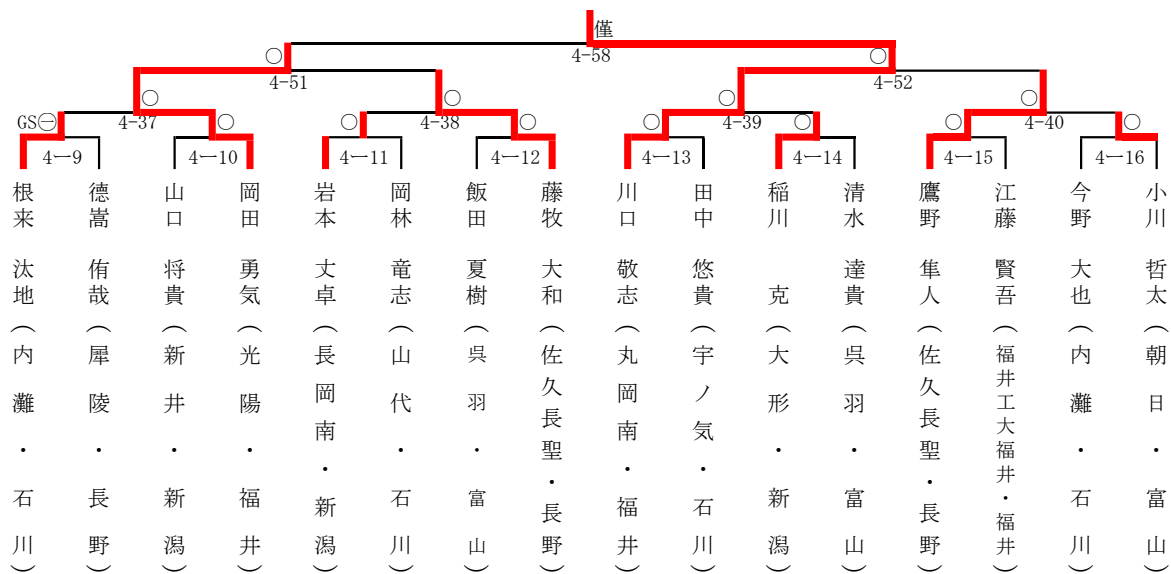 僅
4-58
○
○
4-51
4-52
○
○
○
○
GS㊀
4-37
○
○
4-38
○
○
○
4-39
○
4-40
○
4一9
4一10
4一11
4一12
4一13
4一14
4一15
4一16
根来 汰地(内灘・石川)
德嵩 侑哉(犀陵・長野)
山口 将貴(新井・新潟)
岡田 勇気(光陽・福井)
岩本 丈卓(長岡南・新潟)
岡林 竜志(山代・石川)
飯田 夏樹(呉羽・富山)
藤牧 大和(佐久長聖・長野)
川口 敬志(丸岡南・福井)
田中 悠貴(宇ノ気・石川)
稲川 克(大形・新潟)
清水 達貴(呉羽・富山)
鷹野 隼人(佐久長聖・長野)
江藤 賢吾(福井工大福井・福井)
今野 大也(内灘・石川)
小川 哲太(朝日・富山)